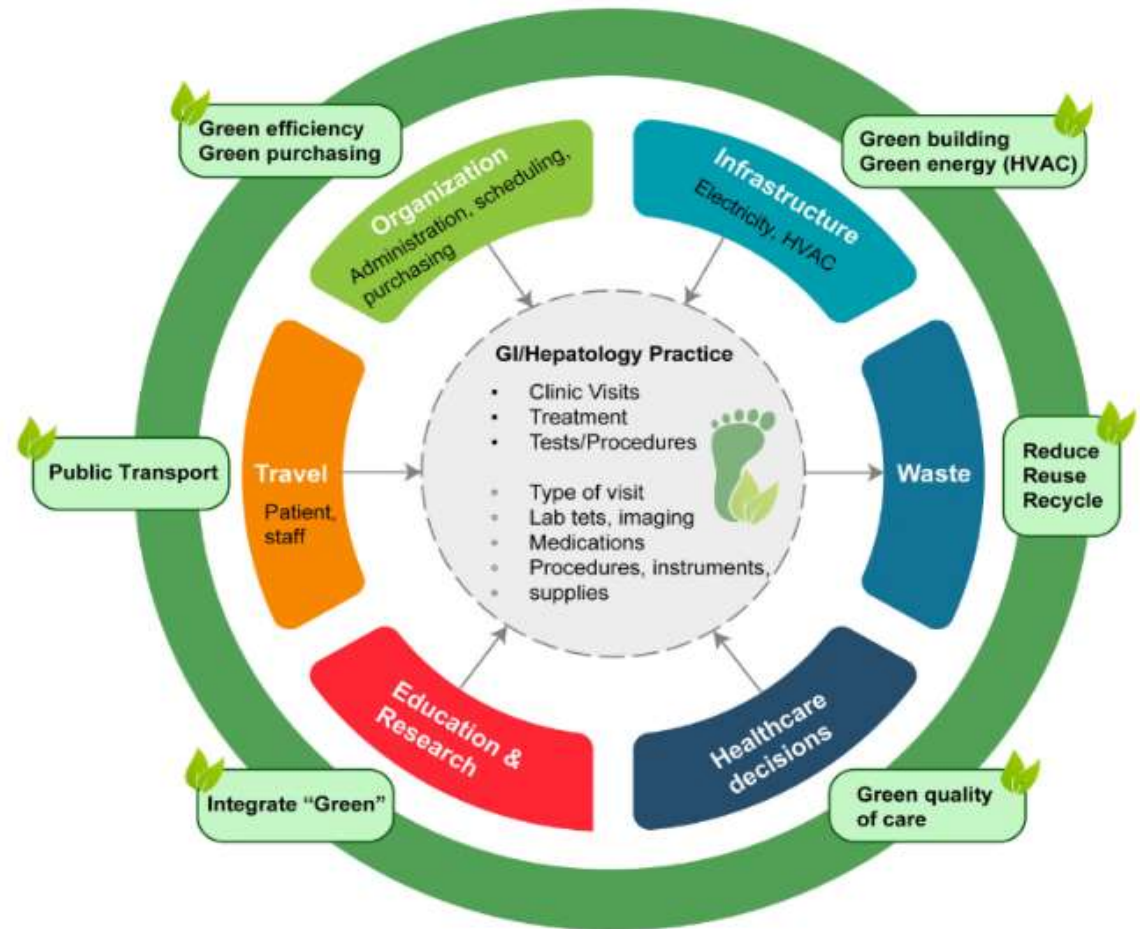 Green efficiency
Green purchasing
Green building
Green energy (HVAC)
Organization
Administration, scheduling,
purchasing
Infrastructure
Electricity, HVAC
GI/Hepatology Practice
• Clinic Visits
• Treatment
• Tests/Procedures
• Type of visit
• Lab tets, imaging
• Medications
• Procedures, instruments,
• supplies
Public Transport
Travel
Patient,
staff
Waste
Reduce
Reuse
Recycle
Education &
Research
Healthcare
decisions
Integrate “Green”
Green quality
of care